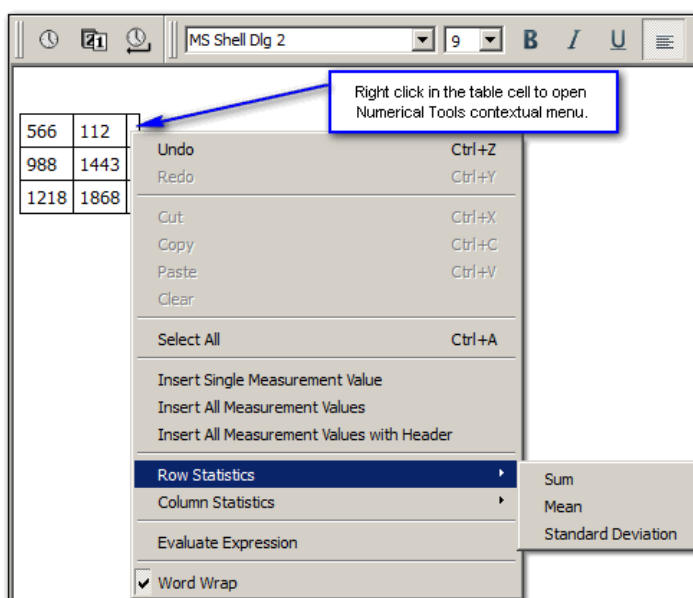 MS Shell Dlg 2 9 B I U
Right click in the table cell to open
Numerical Tools contextual menu.
566 112
988 1443
1218 1868
Undo Ctrl+Z
Redo Ctrl+Y
Cut Ctrl+X
Copy Ctrl+C
Paste Ctrl+V
Clear
Select All Ctrl+A
Insert Single Measurement Value
Insert All Measurement Values
Insert All Measurement Values with Header
Row Statistics
Column Statistics
Evaluate Expression
Word Wrap
Sum
Mean
Standard Deviation